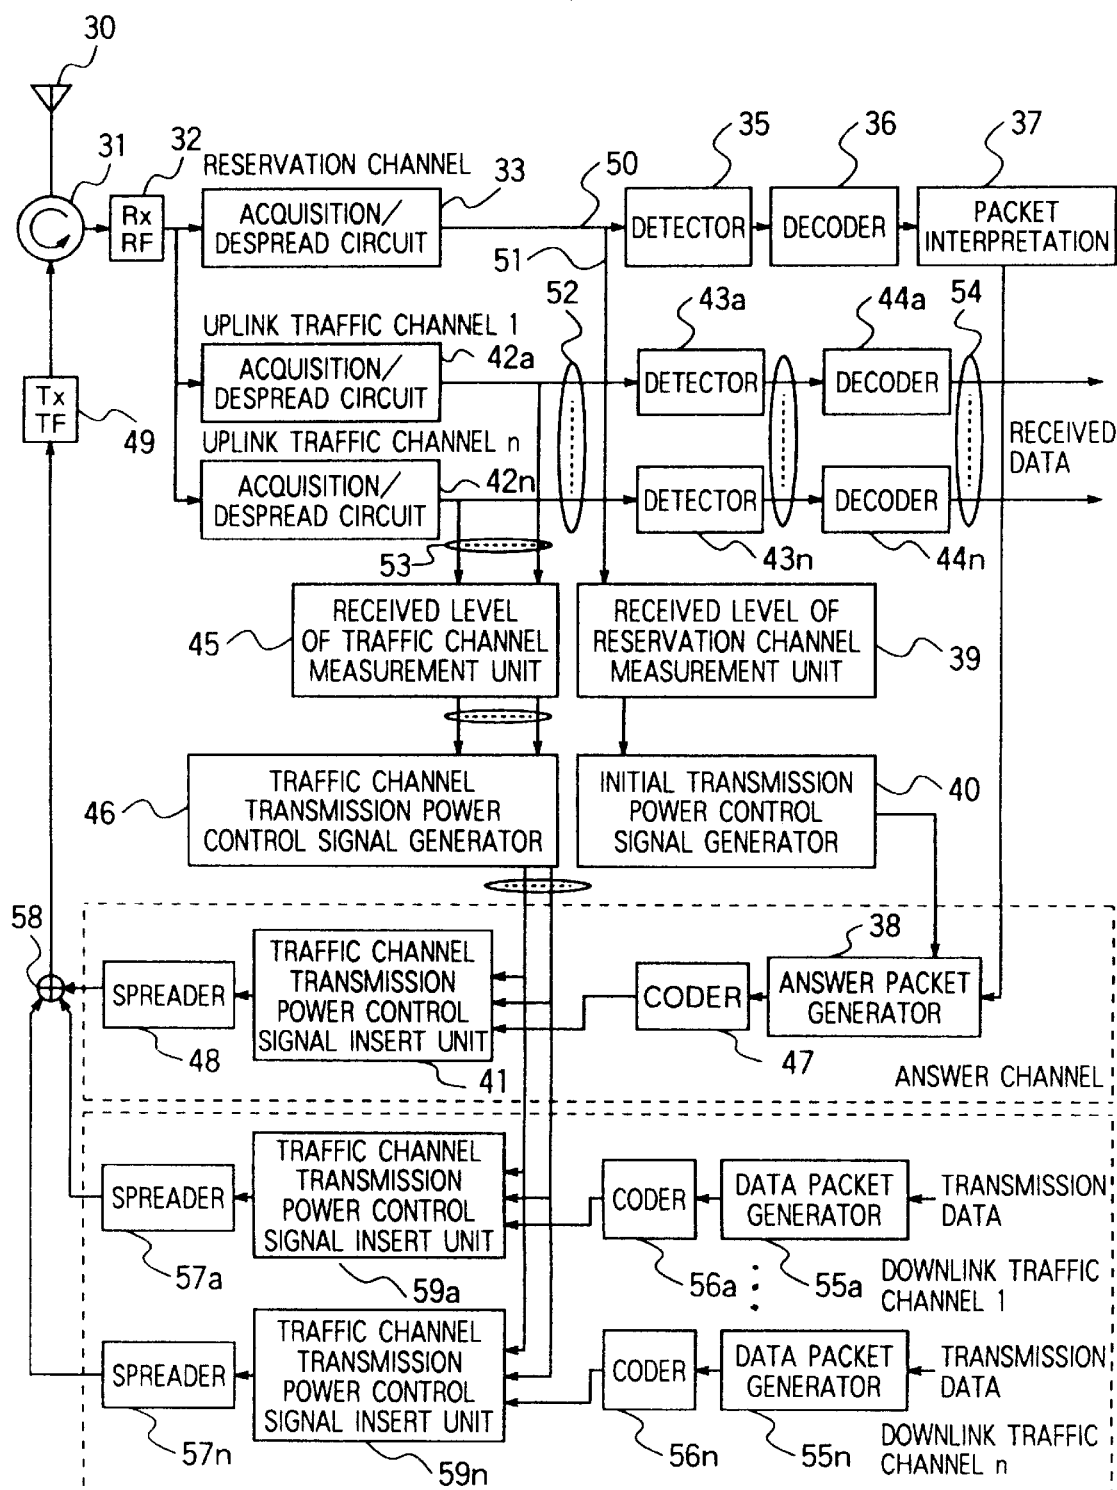 30
31
32
RESERVATION CHANNEL
33
50
35
36
37
Rx
RF
ACQUISITION/
DESPREAD CIRCUIT
DETECTOR
DECODER
PACKET
INTERPRETATION
51
52
43a
44a
54
UPLINK TRAFFIC CHANNEL 1
42a
ACQUISITION/
DESPREAD CIRCUIT
DETECTOR
DECODER
Tx
TF
49
UPLINK TRAFFIC CHANNEL n
42n
RECEIVED
DATA
ACQUISITION/
DESPREAD CIRCUIT
DETECTOR
DECODER
53
43n
44n
45
RECEIVED LEVEL
OF TRAFFIC CHANNEL
MEASUREMENT UNIT
RECEIVED LEVEL OF
RESERVATION CHANNEL
MEASUREMENT UNIT
39
46
TRAFFIC CHANNEL
TRANSMISSION POWER
CONTROL SIGNAL GENERATOR
INITIAL TRANSMISSION
POWER CONTROL
SIGNAL GENERATOR
40
58
38
SPREADER
TRAFFIC CHANNEL
TRANSMISSION
POWER CONTROL
SIGNAL INSERT UNIT
CODER
ANSWER PACKET
GENERATOR
48
41
47
ANSWER CHANNEL
SPREADER
TRAFFIC CHANNEL
TRANSMISSION
POWER CONTROL
SIGNAL INSERT UNIT
CODER
DATA PACKET
GENERATOR
TRANSMISSION
DATA
57a
59a
56a
55a
DOWNLINK TRAFFIC
CHANNEL 1
SPREADER
TRAFFIC CHANNEL
TRANSMISSION
POWER CONTROL
SIGNAL INSERT UNIT
CODER
DATA PACKET
GENERATOR
TRANSMISSION
DATA
57n
59n
56n
55n
DOWNLINK TRAFFIC
CHANNEL n